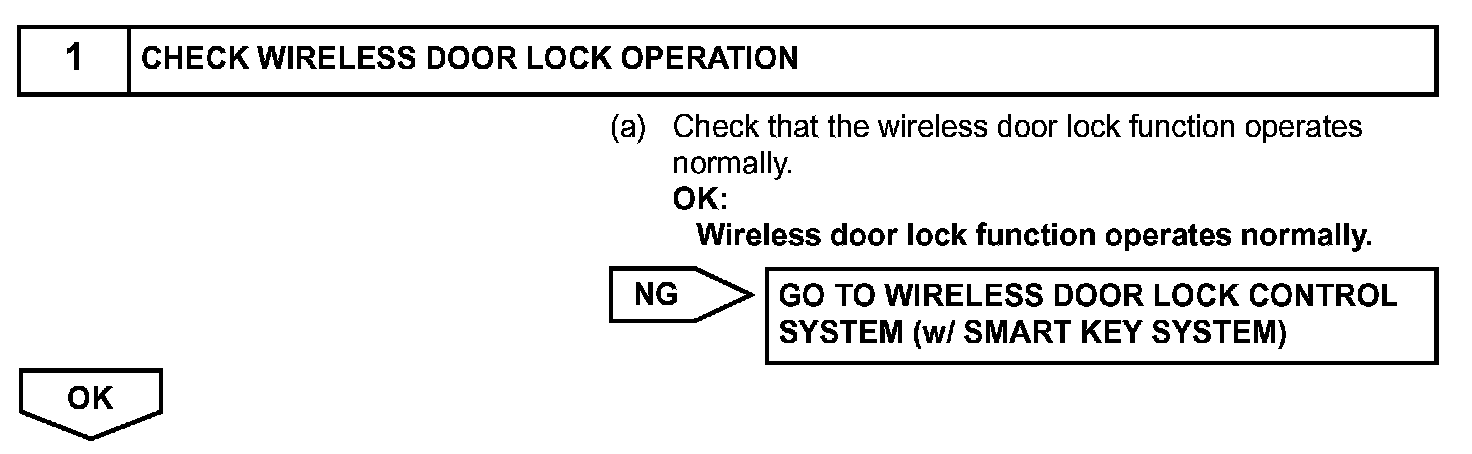 1 CHECK WIRELESS DOOR LOCK OPERATION
(a) Check that the wireless door lock function operates
normally.
OK:
Wireless door lock function operates normally.
NG GO TO WIRELESS DOOR LOCK CONTROL
SYSTEM (w/ SMART KEY SYSTEM)
OK